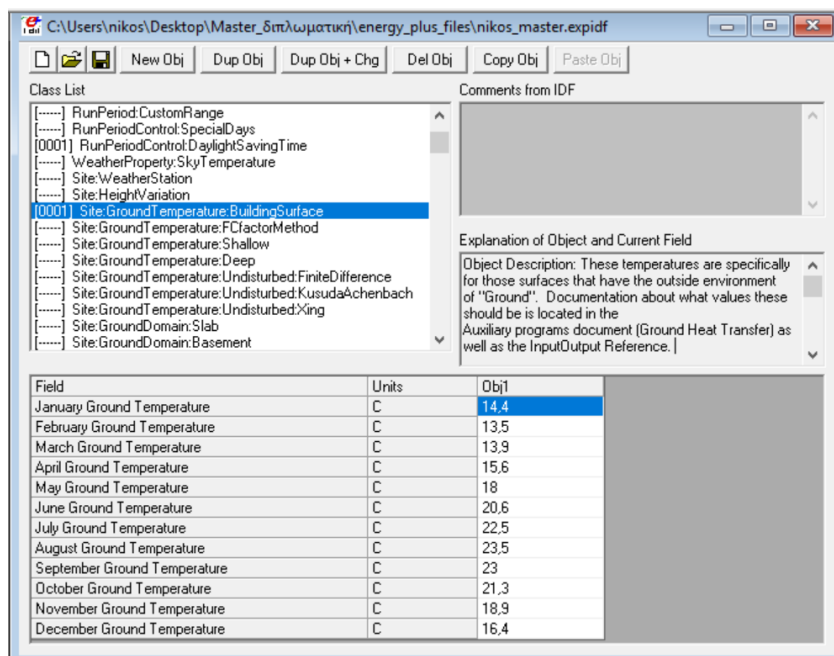 C:\Users\nikos\Desktop\Master_διπλωματική\energy_plus_files\nikos_master.expidf
New Obj Dup Obj Dup Obj + Chg Del Obj Copy Obj Paste Obj
Class List
[------] RunPeriod:CustomRange
[------] RunPeriodControl:SpecialDays
[0001] RunPeriodControl:DaylightSavingTime
[------] WeatherProperty:SkyTemperature
[------] Site:WeatherStation
[------] Site:HeightVariation
[0001] Site:GroundTemperature:BuildingSurface
[------] Site:GroundTemperature:FCfactorMethod
[------] Site:GroundTemperature:Shallow
[------] Site:GroundTemperature:Deep
[------] Site:GroundTemperature:Undisturbed:FiniteDifference
[------] Site:GroundTemperature:Undisturbed:KusudaAchenbach
[------] Site:GroundTemperature:Undisturbed:Xing
[------] Site:GroundDomain:Slab
[------] Site:GroundDomain:Basement
Comments from IDF
Explanation of Object and Current Field
Object Description: These temperatures are specifically
for those surfaces that have the outside environment
of "Ground". Documentation about what values these
should be is located in the
Auxiliary programs document (Ground Heat Transfer) as
well as the InputOutput Reference.
Field Units Obj1
January Ground Temperature C 14,4
February Ground Temperature C 13,5
March Ground Temperature C 13,9
April Ground Temperature C 15,6
May Ground Temperature C 18
June Ground Temperature C 20,6
July Ground Temperature C 22,5
August Ground Temperature C 23,5
September Ground Temperature C 23
October Ground Temperature C 21,3
November Ground Temperature C 18,9
December Ground Temperature C 16,4